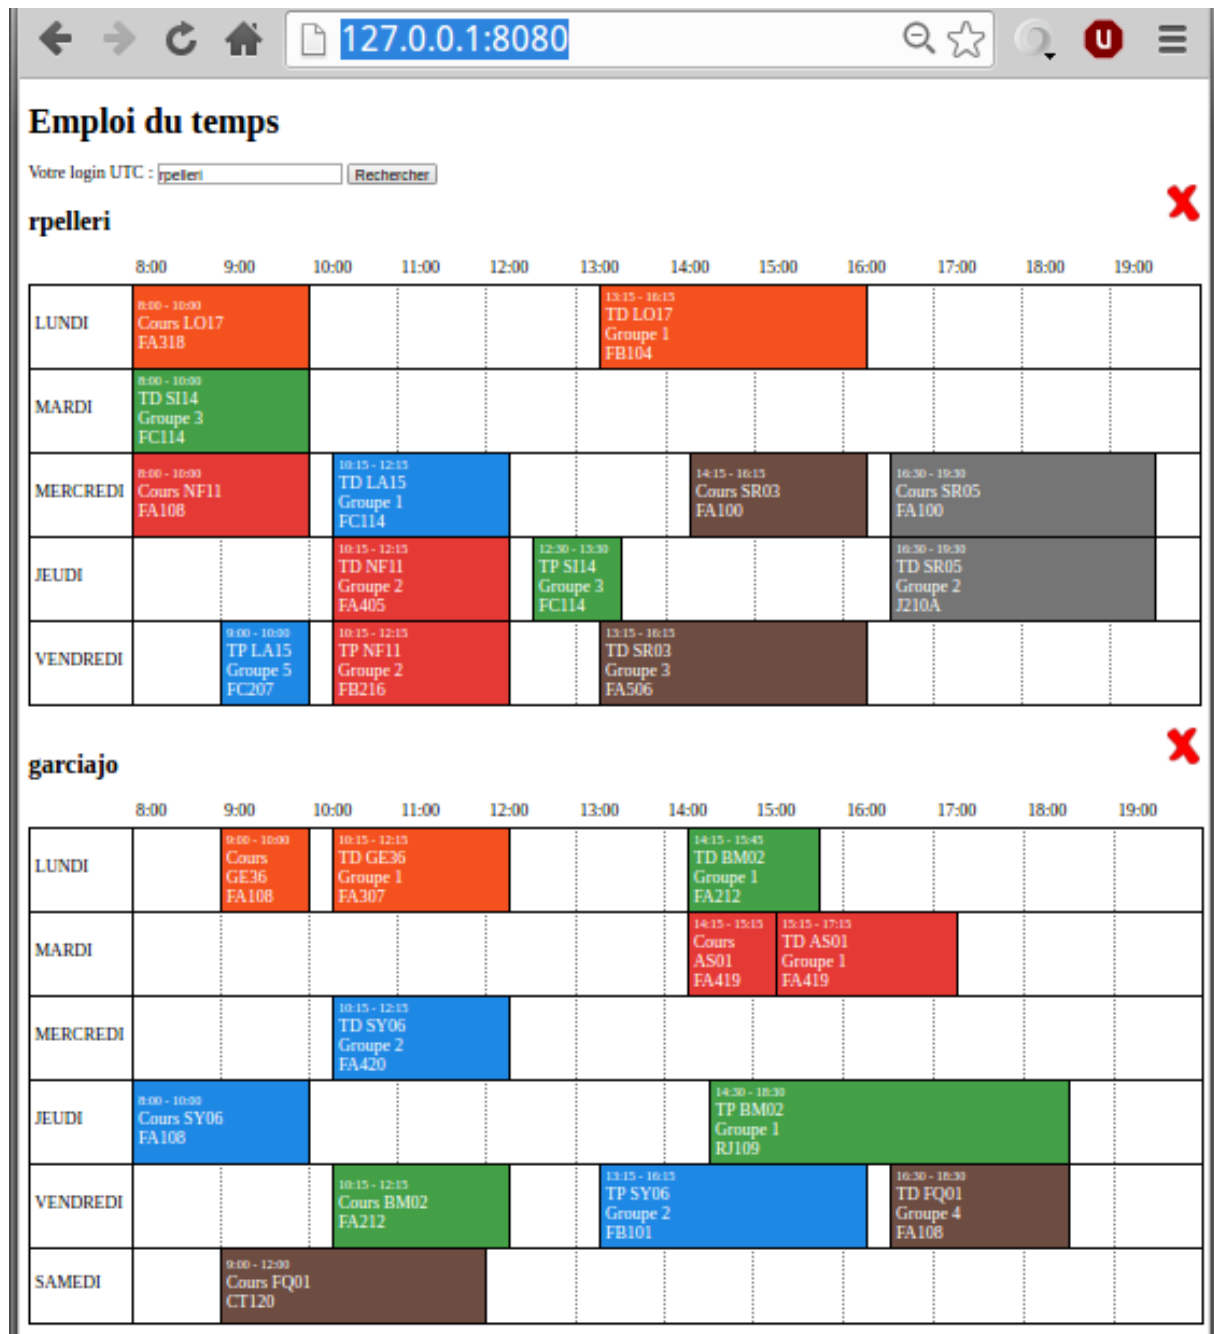 127.0.0.1:8080
U
Emploi du temps
Votre login UTC : rpelleri Rechercher
rpelleri
8:00 9:00 10:00 11:00 12:00 13:00 14:00 15:00 16:00 17:00 18:00 19:00
LUNDI
8:00 - 10:00
Cours LO17
FA318
13:15 - 16:15
TD LO17
Groupe 1
FB104
MARDI
8:00 - 10:00
TD SI14
Groupe 3
FC114
MERCREDI
8:00 - 10:00
Cours NF11
FA108
10:15 - 12:15
TD LA15
Groupe 1
FC114
14:15 - 16:15
Cours SR03
FA100
16:30 - 19:30
Cours SR05
FA100
JEUDI
10:15 - 12:15
TD NF11
Groupe 2
FA405
12:30 - 13:30
TP SI14
Groupe 3
FC114
16:30 - 19:30
TD SR05
Groupe 2
J210A
VENDREDI
9:00 - 10:00
TP LA15
Groupe 5
FC207
10:15 - 12:15
TP NF11
Groupe 2
FB216
13:15 - 16:15
TD SR03
Groupe 3
FA506
garciajo
8:00 9:00 10:00 11:00 12:00 13:00 14:00 15:00 16:00 17:00 18:00 19:00
LUNDI
9:00 - 10:00
Cours
GE36
FA108
10:15 - 12:15
TD GE36
Groupe 1
FA307
14:15 - 15:45
TD BM02
Groupe 1
FA212
MARDI
14:15 - 15:15
Cours
AS01
FA419
15:15 - 17:15
TD AS01
Groupe 1
FA419
MERCREDI
10:15 - 12:15
TD SY06
Groupe 2
FA420
JEUDI
8:00 - 10:00
Cours SY06
FA108
14:30 - 18:30
TP BM02
Groupe 1
RJ109
VENDREDI
10:15 - 12:15
Cours BM02
FA212
13:15 - 16:15
TP SY06
Groupe 2
FB101
16:30 - 18:30
TD FQ01
Groupe 4
FA108
SAMEDI
9:00 - 12:00
Cours FQ01
CT120